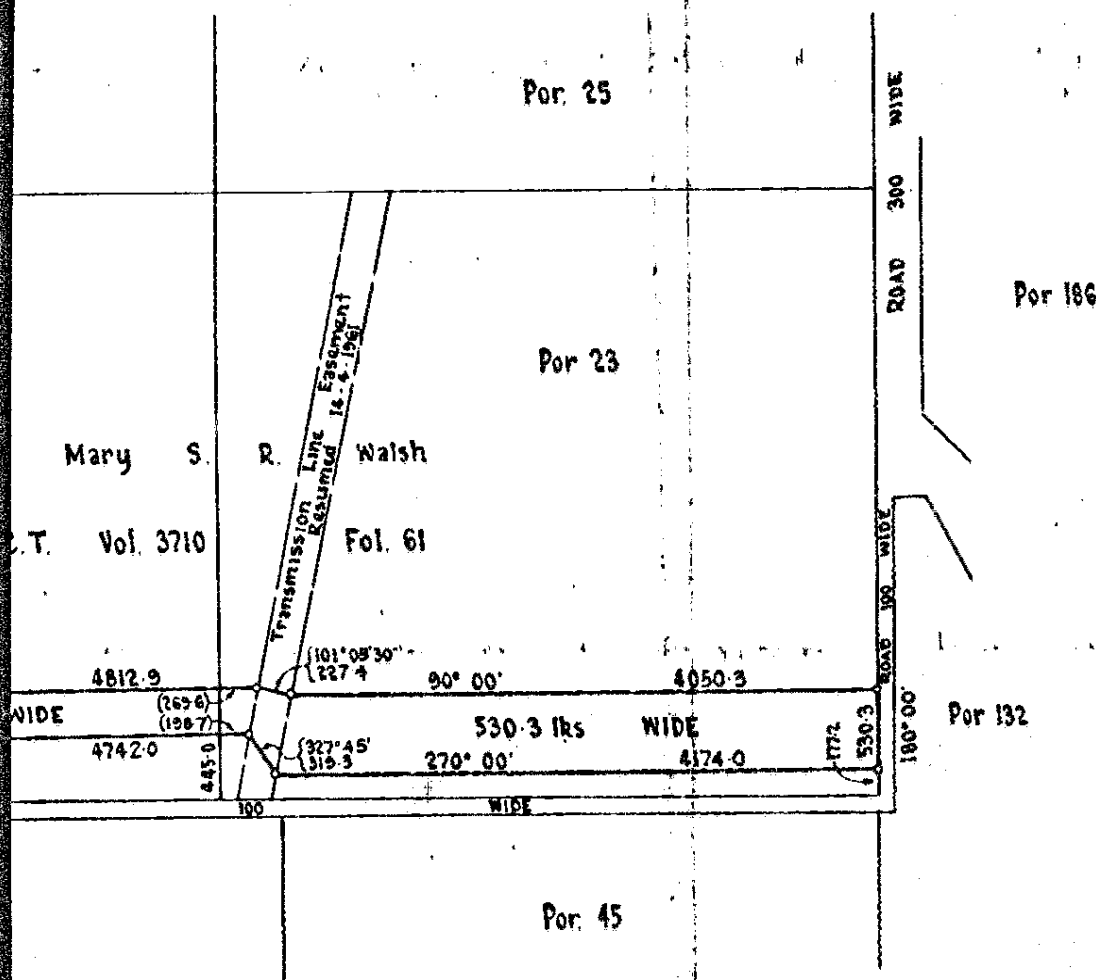 Por. 25
ROAD 300 WIDE
Por 186
Por 23
Transmission Line Easement
Resumed 14-4-1961
Mary S. R. Walsh
C.T. Vol. 3710 Fol. 61
ROAD 100 WIDE
101° 05' 30"
227.4
4812.9
90° 00'
4050.3
(269.6)
WIDE
(198.7)
530.3 lks WIDE
530.3
180° 00'
Por 132
4742.0
445.0
327° 45'
319.3
270° 00'
4174.0
177.2
100 WIDE
Por. 45